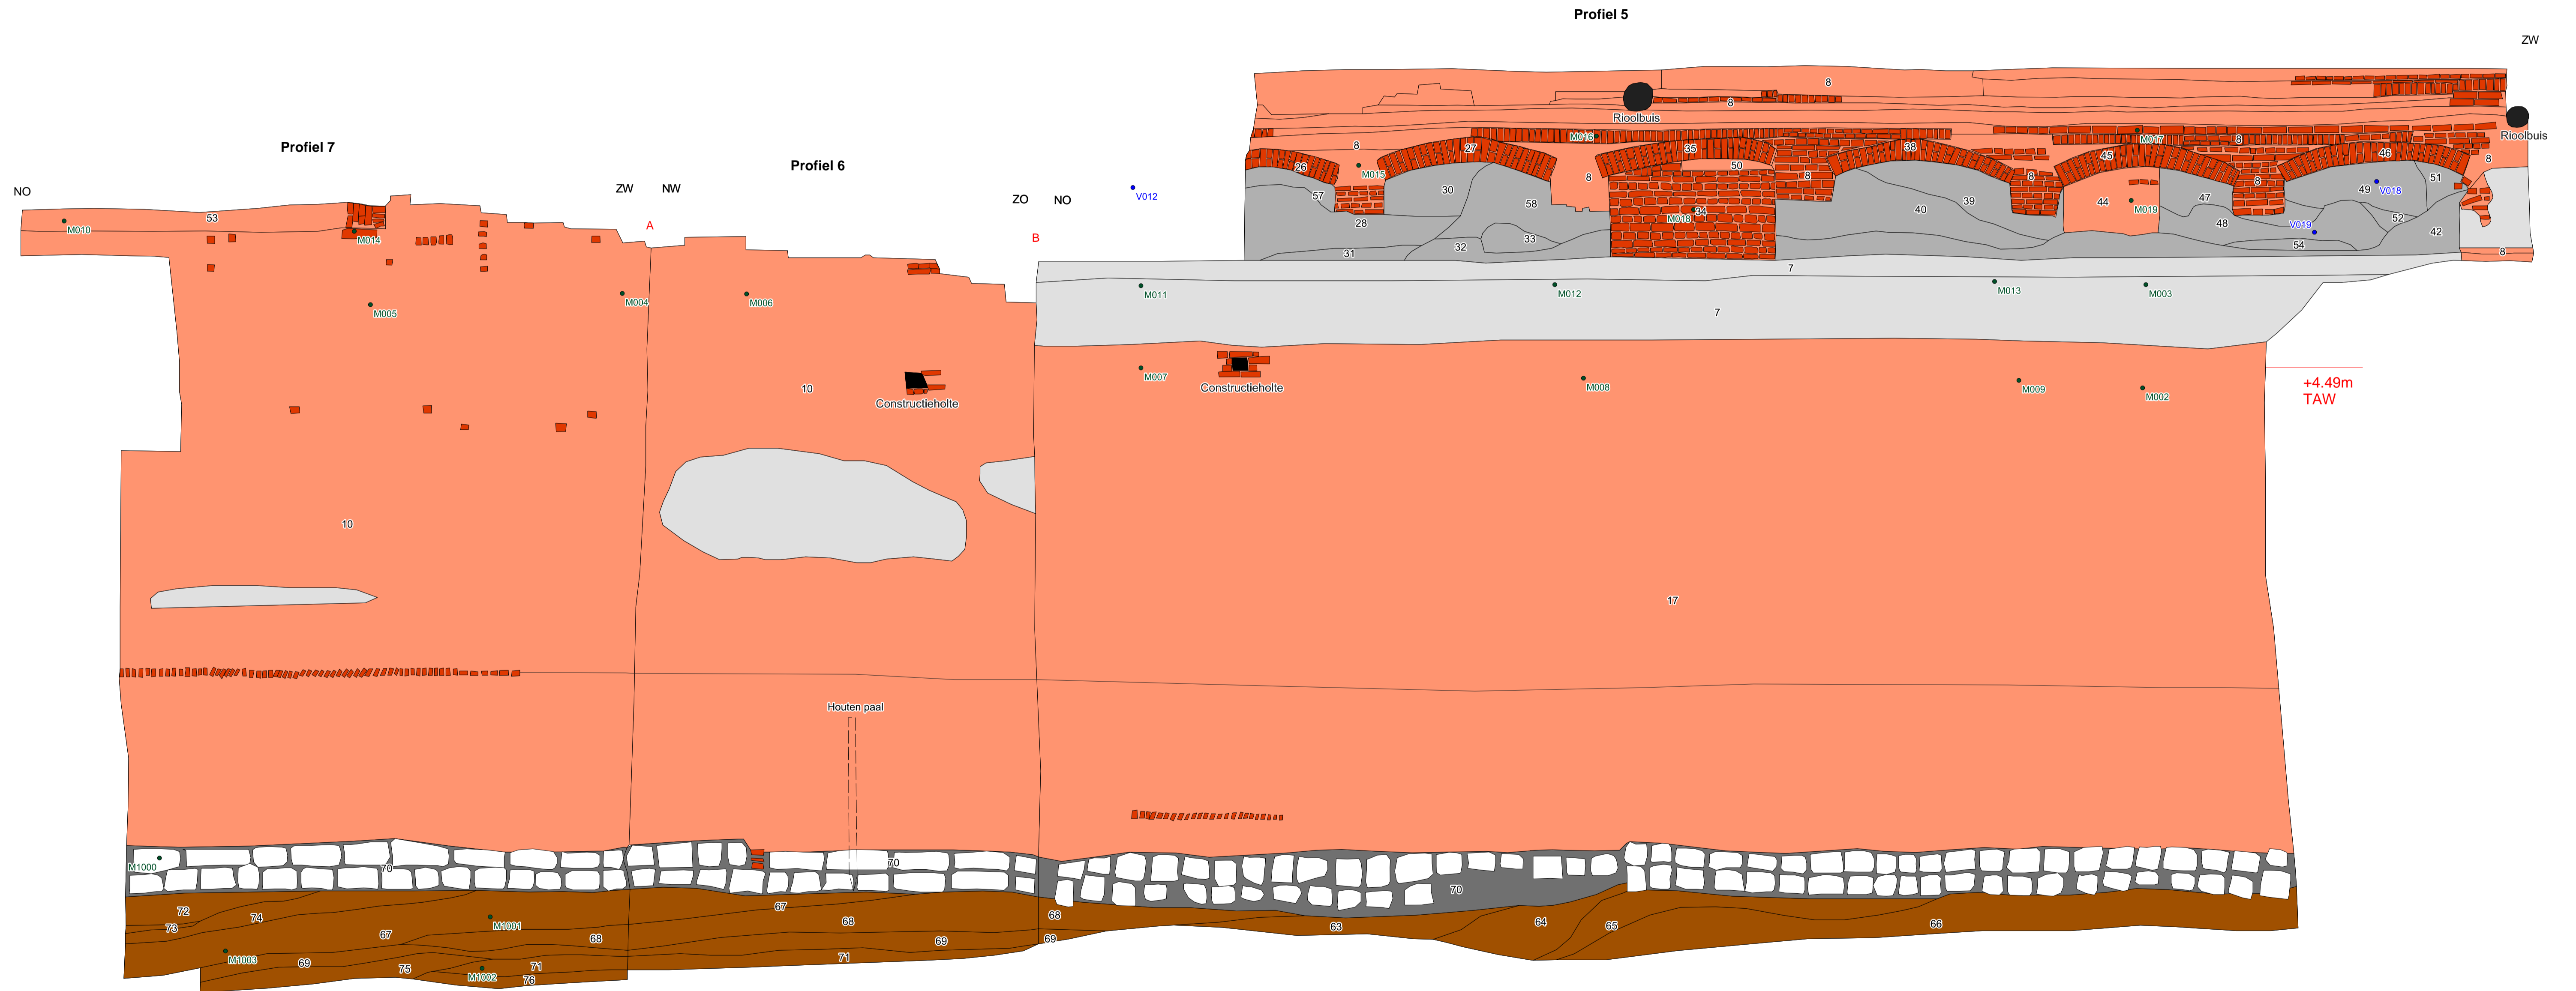 Profiel 5
ZW
Rioolbuis
Rioolbuis
8
8
M016
M017
8
8
8
26
M015
27
8
35
50
8
38
8
45
46
8
51
49
V018
57
30
28
58
33
32
31
M018
34
40
39
44
M019
47
48
V019
52
54
42
8
Profiel 7
Profiel 6
NO
ZW
NW
ZO
NO
V012
53
M010
M014
A
B
M005
M004
M006
7
M011
M012
M013
M003
7
10
Constructieholte
M007
Constructieholte
M008
M009
M002
+4.49m
TAW
10
17
Houten paal
M1000
70
70
70
72
73
74
67
M1001
68
67
68
68
69
69
63
64
65
66
M1003
69
75
M1002
71
76
71